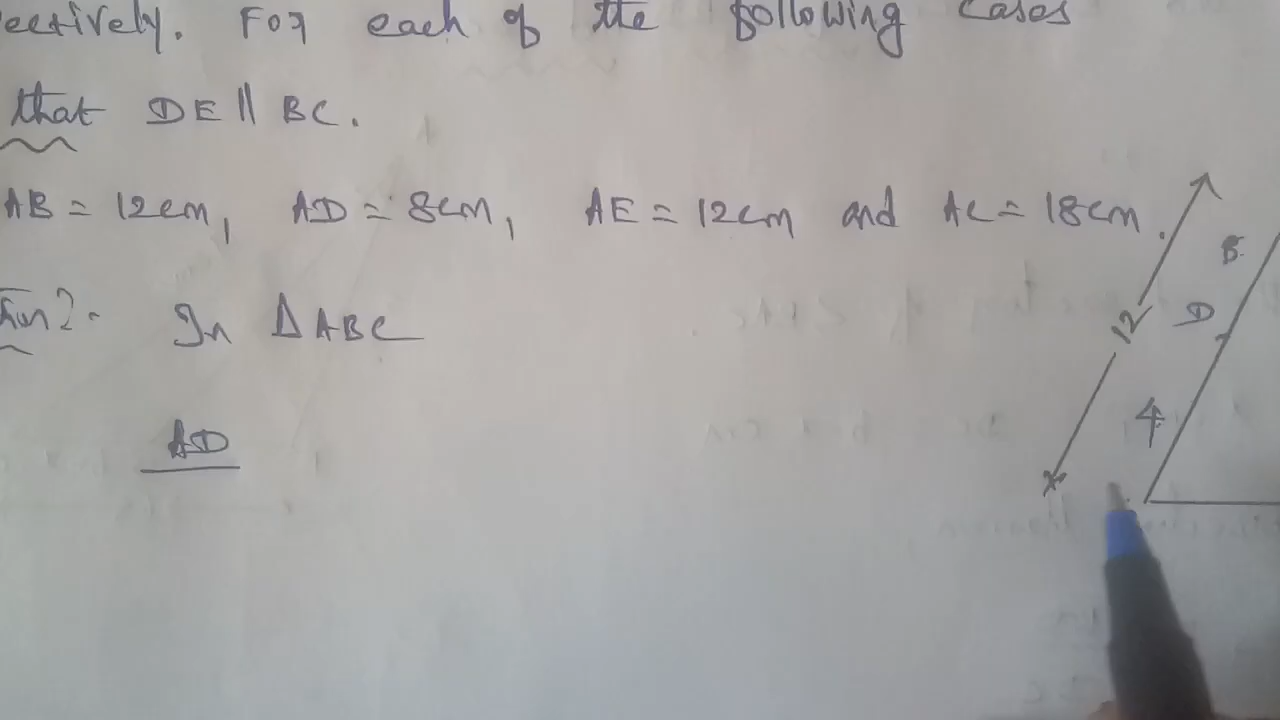 ectively. For each of the following cases
that DE || BC.
AB = 12cm, AD = 8cm, AE = 12cm and AC = 18cm.
In ΔABC
AD
12
8
D
4